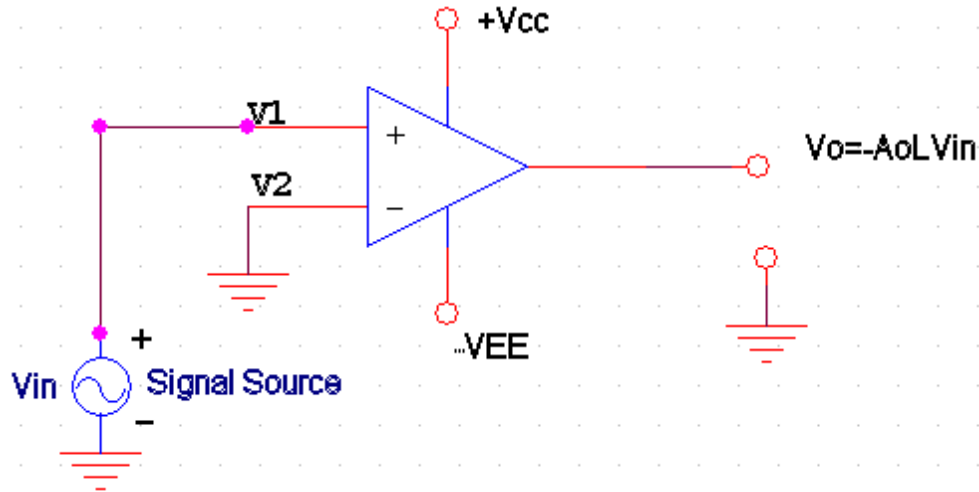 +Vcc
V1
+
Vo=-AoLVin
V2
−
-VEE
+
Vin Signal Source
−